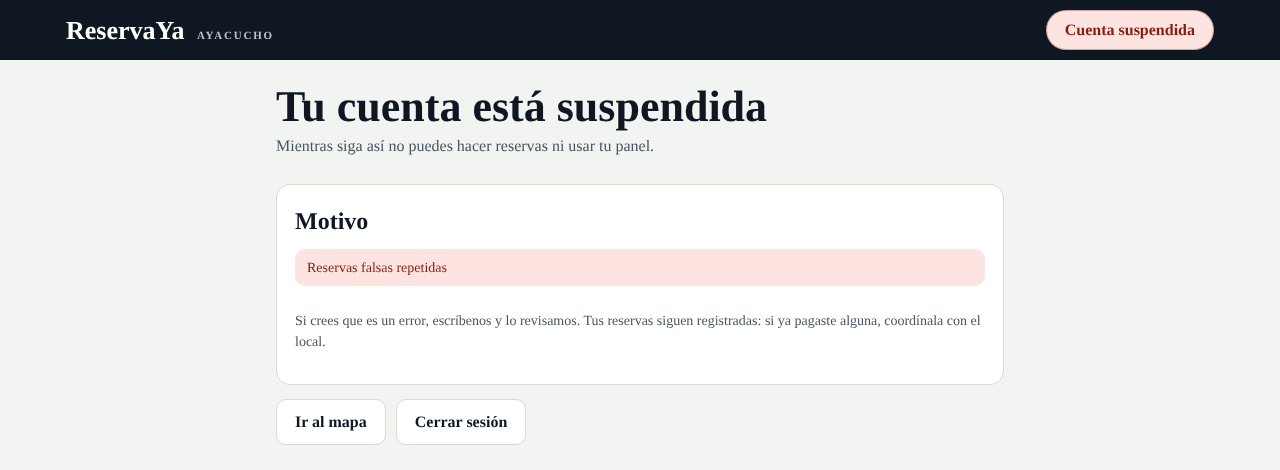 ReservaYa AYACUCHO
Cuenta suspendida
Tu cuenta está suspendida
Mientras siga así no puedes hacer reservas ni usar tu panel.
Motivo
Reservas falsas repetidas
Si crees que es un error, escríbenos y lo revisamos. Tus reservas siguen registradas: si ya pagaste alguna, coordínala con el
local.
Ir al mapa
Cerrar sesión